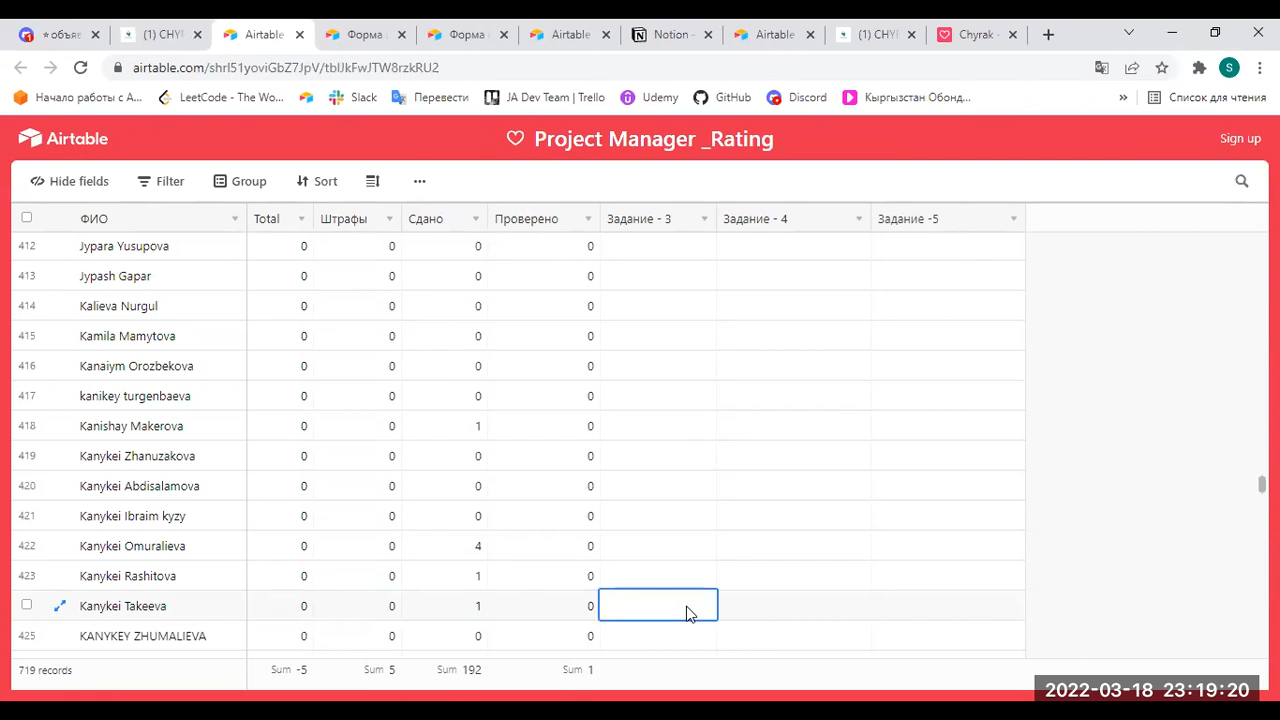 объяв
(1) CHY
Airtable
Форма
Форма
Airtable
Notion –
Airtable
(1) CHY
Chyrak -
airtable.com/shrl51yoviGbZ7JpV/tblJkFwJTW8rzkRU2
S
Начало работы с A...
LeetCode - The Wo...
Slack
Перевести
JA Dev Team | Trello
Udemy
GitHub
Discord
Кыргызстан Обонд...
»
Список для чтения
Airtable
Project Manager _Rating
Sign up
Hide fields
Filter
Group
Sort
...
ФИО Total Штрафы Сдано Проверено Задание - 3 Задание - 4 Задание -5
412 Jypara Yusupova 0 0 0 0
413 Jypash Gapar 0 0 0 0
414 Kalieva Nurgul 0 0 0 0
415 Kamila Mamytova 0 0 0 0
416 Kanaiym Orozbekova 0 0 0 0
417 kanikey turgenbaeva 0 0 0 0
418 Kanishay Makerova 0 0 1 0
419 Kanykei Zhanuzakova 0 0 0 0
420 Kanykei Abdisalamova 0 0 0 0
421 Kanykei Ibraim kyzy 0 0 0 0
422 Kanykei Omuralieva 0 0 4 0
423 Kanykei Rashitova 0 0 1 0
Kanykei Takeeva 0 0 1 0
425 KANYKEY ZHUMALIEVA 0 0 0 0
719 records Sum -5 Sum 5 Sum 192 Sum 1
2022-03-18 23:19:20